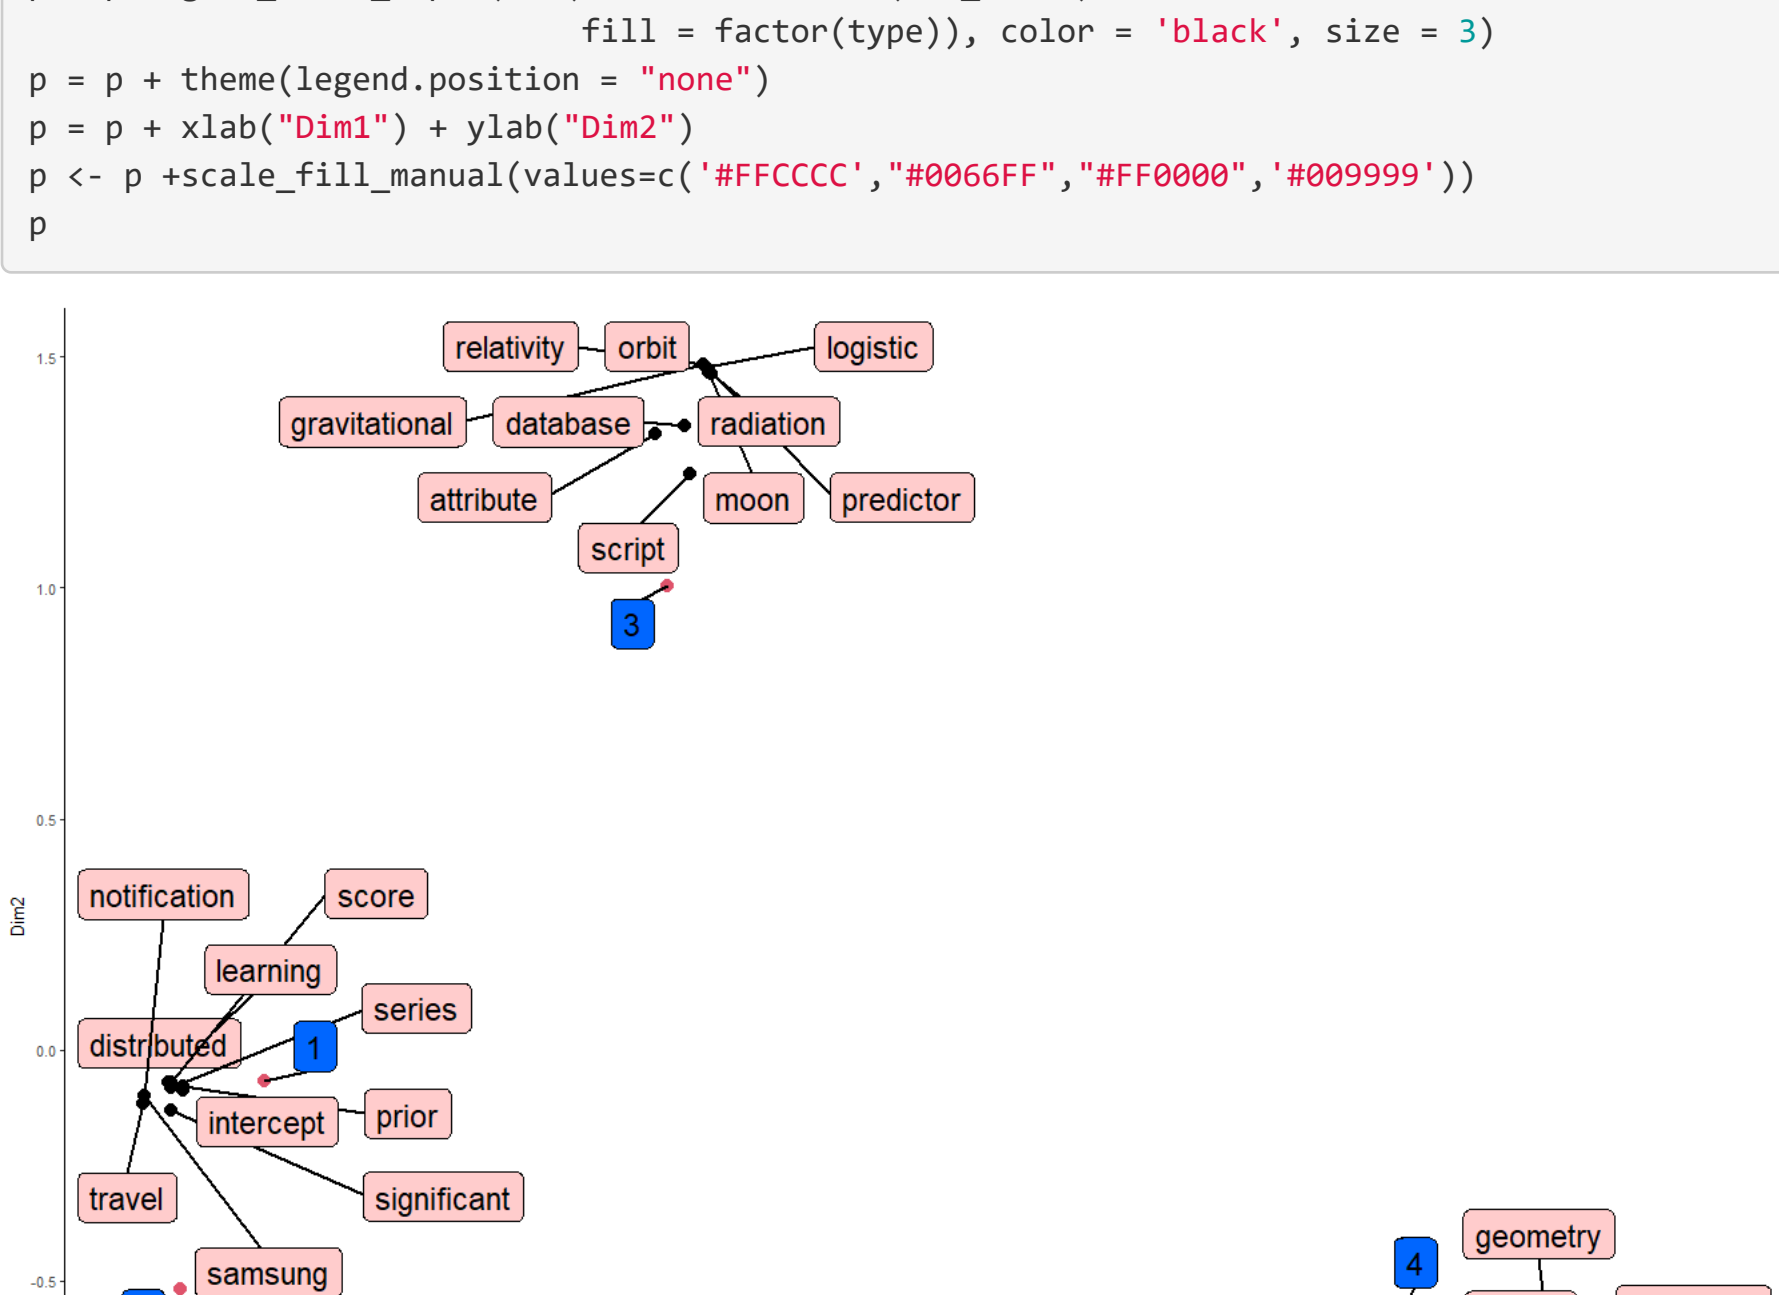 fill = factor(type)), color = 'black', size = 3)
p = p + theme(legend.position = "none")
p = p + xlab("Dim1") + ylab("Dim2")
p <- p +scale_fill_manual(values=c('#FFCCCC',"#0066FF","#FF0000",'#009999'))
p
relativity orbit logistic
1.5
gravitational database radiation
attribute moon predictor
script
1.0
3
0.5
notification score
Dim2
learning
series
distributed 1
0.0
intercept prior
travel significant
geometry
4
samsung
-0.5